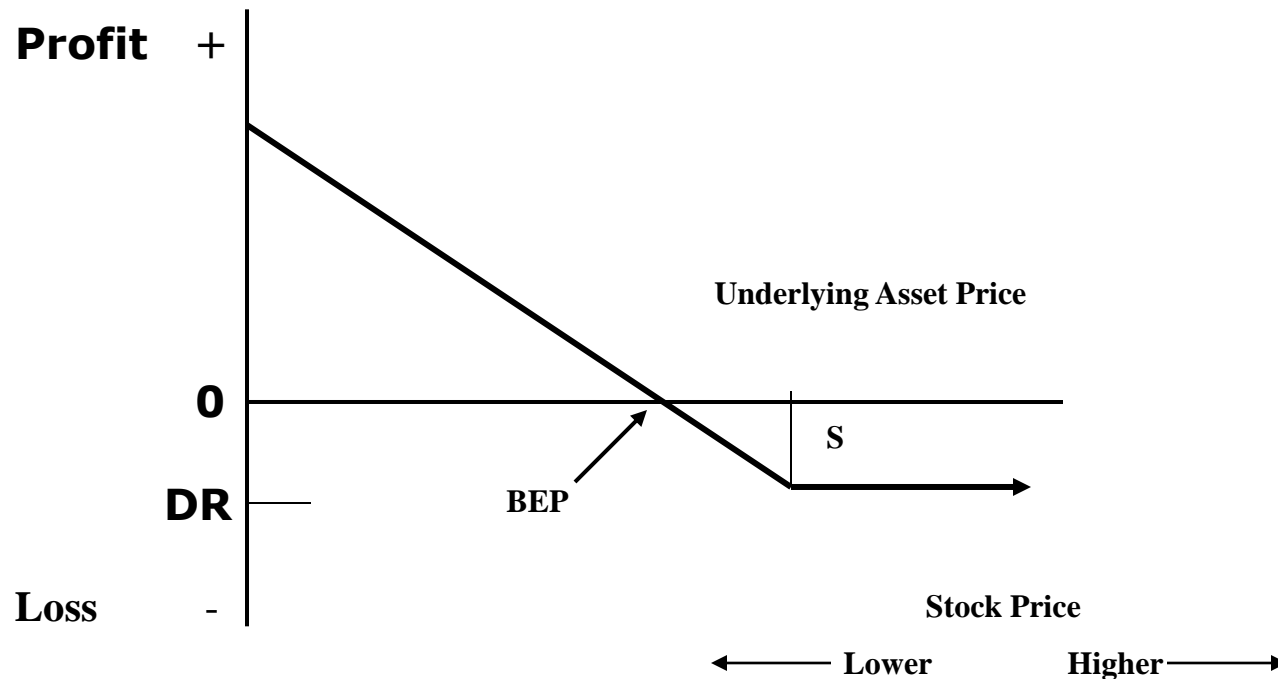 Profit +
Underlying Asset Price
0
S
DR
BEP
Loss -
Stock Price
Lower Higher